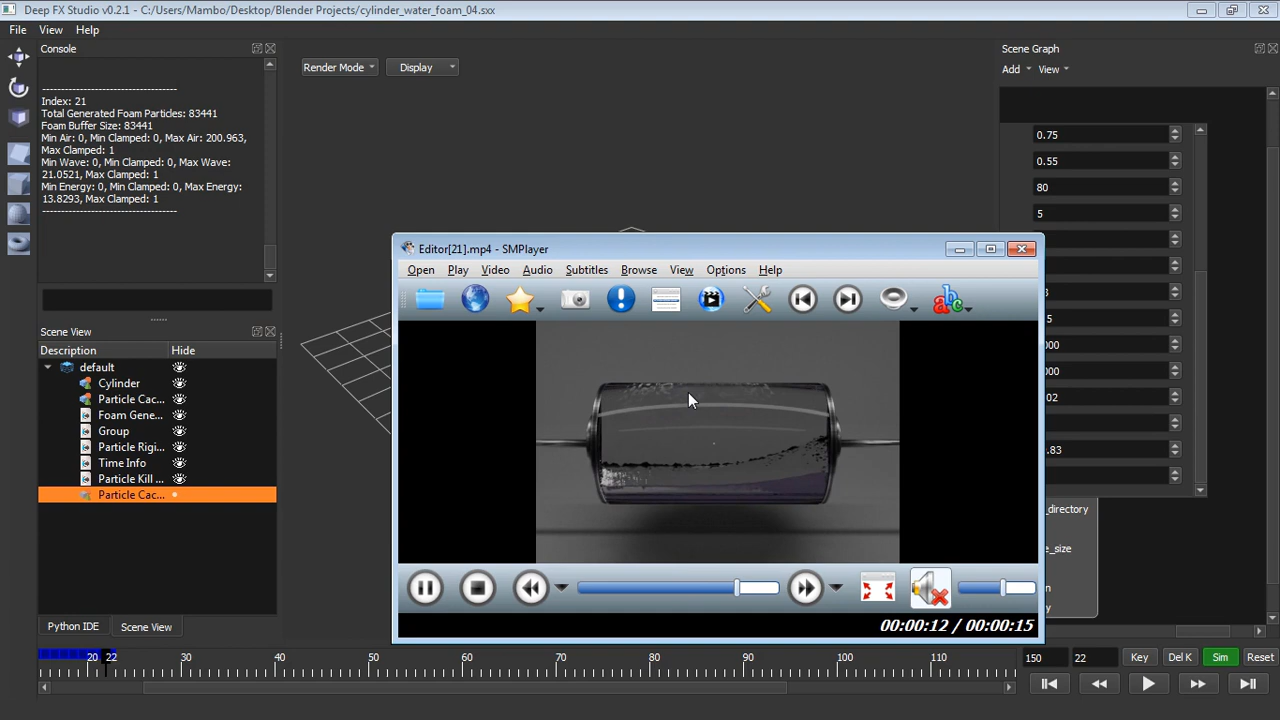 Deep FX Studio v0.2.1 - C:/Users/Mambo/Desktop/Blender Projects/cylinder_water_foam_04.sxx
File View Help
Console
Index: 21
Total Generated Foam Particles: 83441
Foam Buffer Size: 83441
Min Air: 0, Min Clamped: 0, Max Air: 200.963,
Max Clamped: 1
Min Wave: 0, Min Clamped: 0, Max Wave:
21.0521, Max Clamped: 1
Min Energy: 0, Min Clamped: 0, Max Energy:
13.8293, Max Clamped: 1
Scene View
Description Hide
default
Cylinder
Particle Cac...
Foam Gene...
Group
Particle Rigi...
Time Info
Particle Kill ...
Particle Cac...
Python IDE Scene View
Render Mode Display
Scene Graph
Add View
0.75
0.55
80
5
Editor[21].mp4 - SMPlayer
Open Play Video Audio Subtitles Browse View Options Help
abc
00:00:12 / 00:00:15
000
000
02
.83
_directory
e_size
20 22 30 40 50 60 70 80 90 100 110
150 22 Key Del K Sim Reset